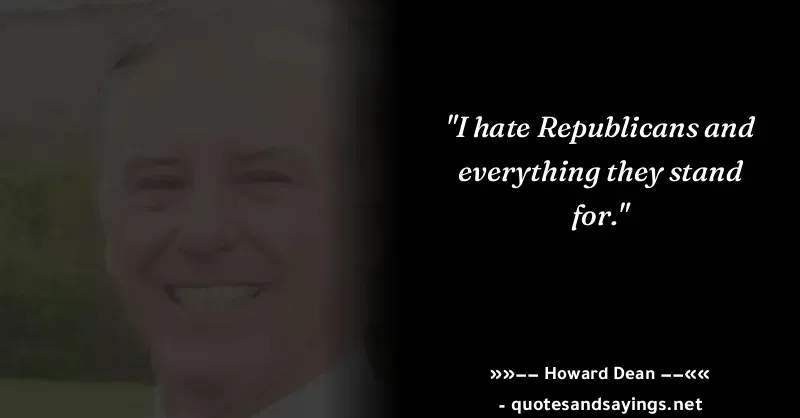 "I hate Republicans and
everything they stand
for."
»»−− Howard Dean −−««
- quotesandsayings.net